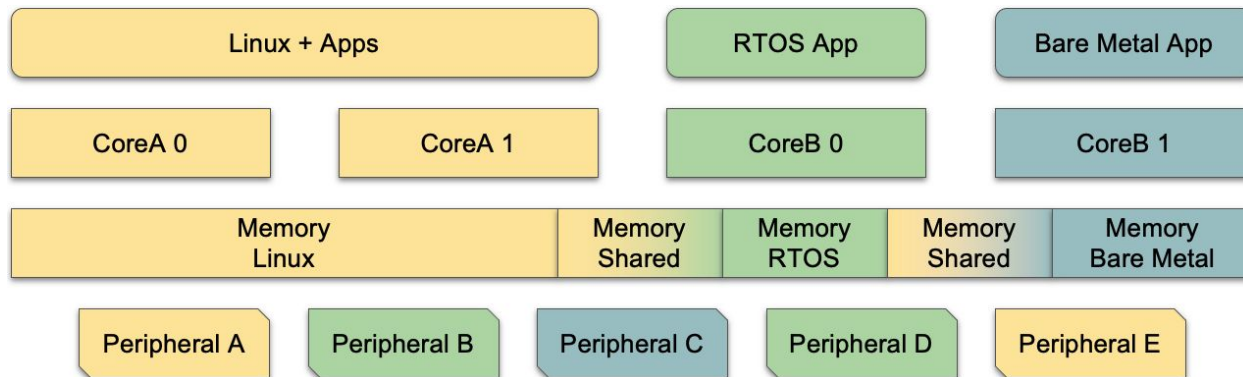 Linux + Apps
RTOS App
Bare Metal App
CoreA 0
CoreA 1
CoreB 0
CoreB 1
Memory
Linux
Memory
Shared
Memory
RTOS
Memory
Shared
Memory
Bare Metal
Peripheral A
Peripheral B
Peripheral C
Peripheral D
Peripheral E